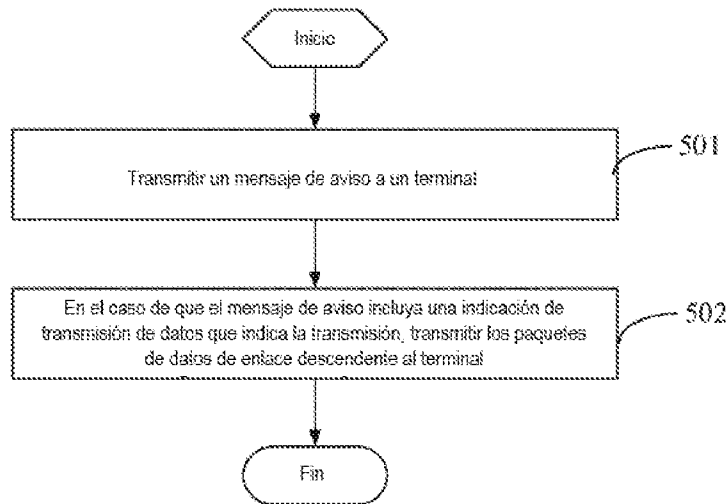 Inicio
Transmitir un mensaje de aviso a un terminal
501
En el caso de que el mensaje de aviso incluya una indicación de
transmisión de datos que indica la transmisión, transmitir los paquetes
de datos de enlace descendente al terminal
502
Fin